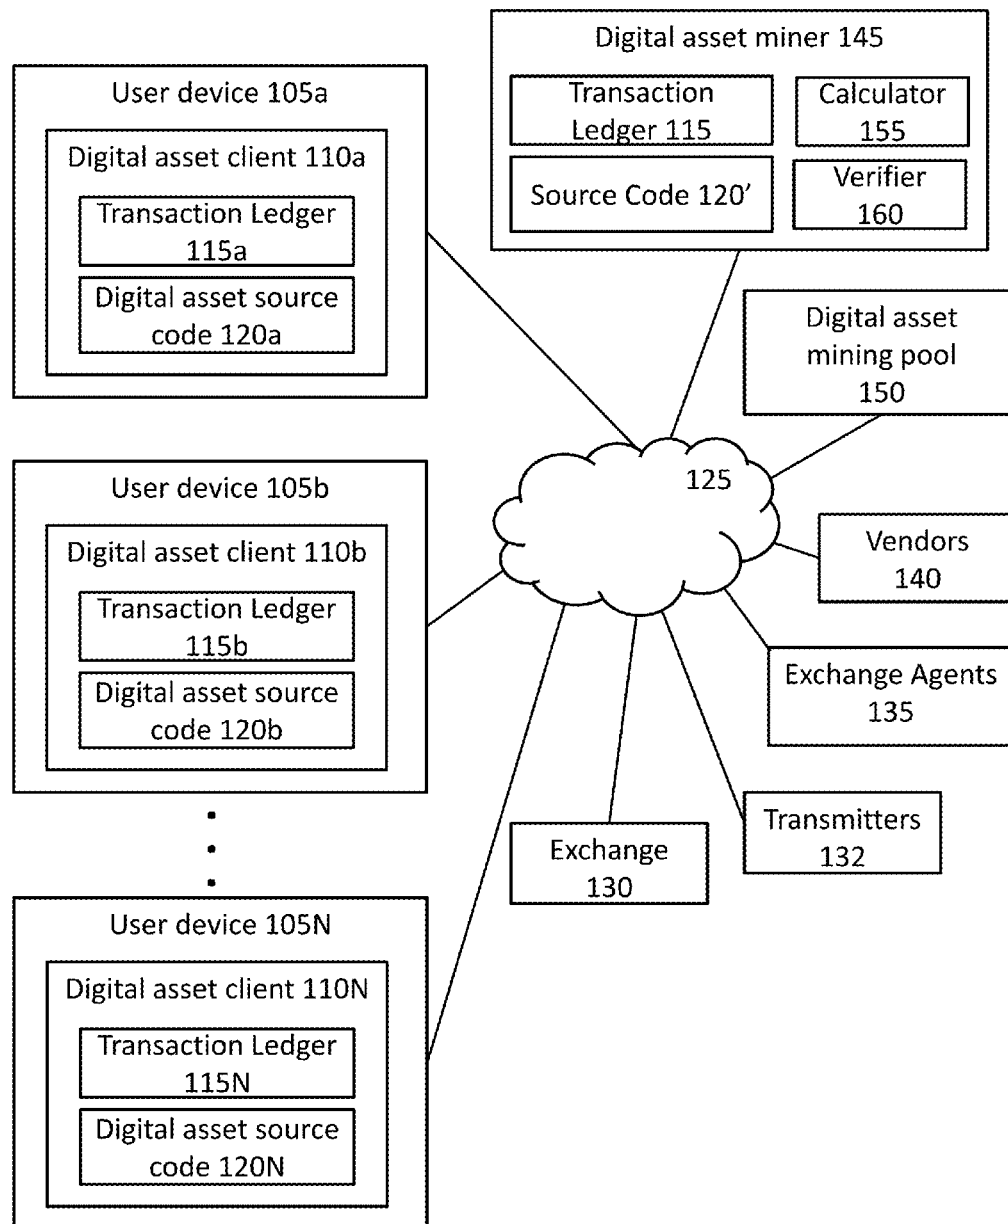 User device 105a
Digital asset client 110a
Transaction Ledger
115a
Digital asset source
code 120a
User device 105b
Digital asset client 110b
Transaction Ledger
115b
Digital asset source
code 120b
User device 105N
Digital asset client 110N
Transaction Ledger
115N
Digital asset source
code 120N
Digital asset miner 145
Transaction
Ledger 115
Calculator
155
Source Code 120’
Verifier
160
Digital asset
mining pool
150
125
Vendors
140
Exchange Agents
135
Transmitters
132
Exchange
130